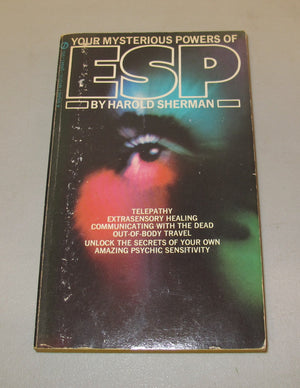 YOUR MYSTERIOUS POWERS OF
ESP
BY HAROLD SHERMAN
TELEPATHY
EXTRASENSORY HEALING
COMMUNICATING WITH THE DEAD
OUT-OF-BODY TRAVEL
UNLOCK THE SECRETS OF YOUR OWN
AMAZING PSYCHIC SENSITIVITY